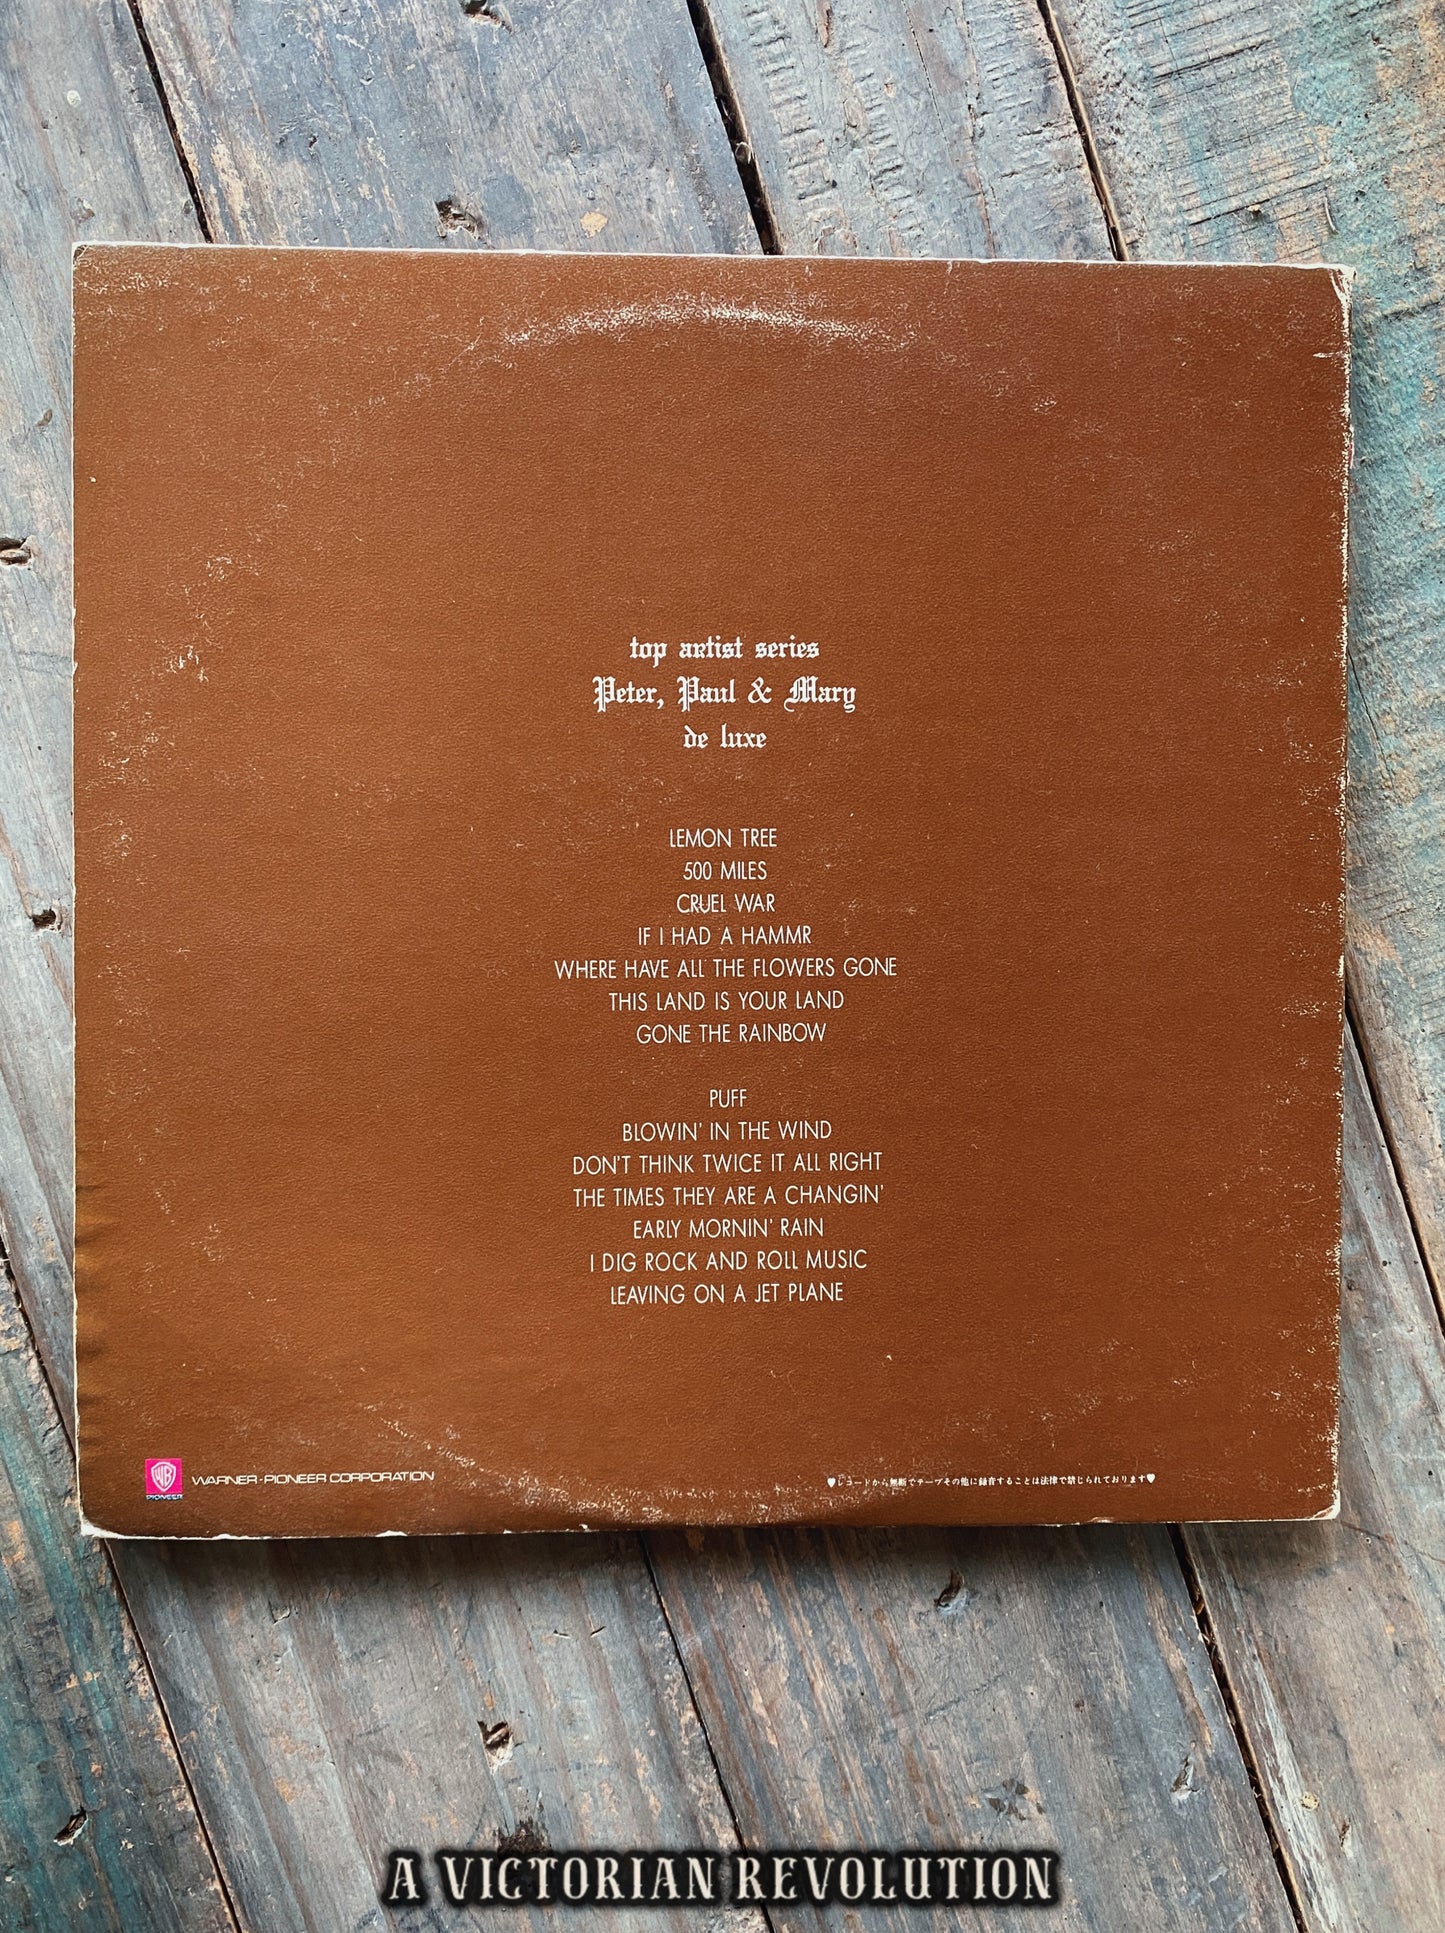 top artist series
Peter, Paul & Mary
de luxe
LEMON TREE
500 MILES
CRUEL WAR
IF I HAD A HAMMR
WHERE HAVE ALL THE FLOWERS GONE
THIS LAND IS YOUR LAND
GONE THE RAINBOW
PUFF
BLOWIN' IN THE WIND
DON'T THINK TWICE IT ALL RIGHT
THE TIMES THEY ARE A CHANGIN'
EARLY MORNIN' RAIN
I DIG ROCK AND ROLL MUSIC
LEAVING ON A JET PLANE
WB
PIONEER
WARNER-PIONEER CORPORATION
♥レコードから無断でテープその他に録音することは法律で禁じられております♥
A VICTORIAN REVOLUTION